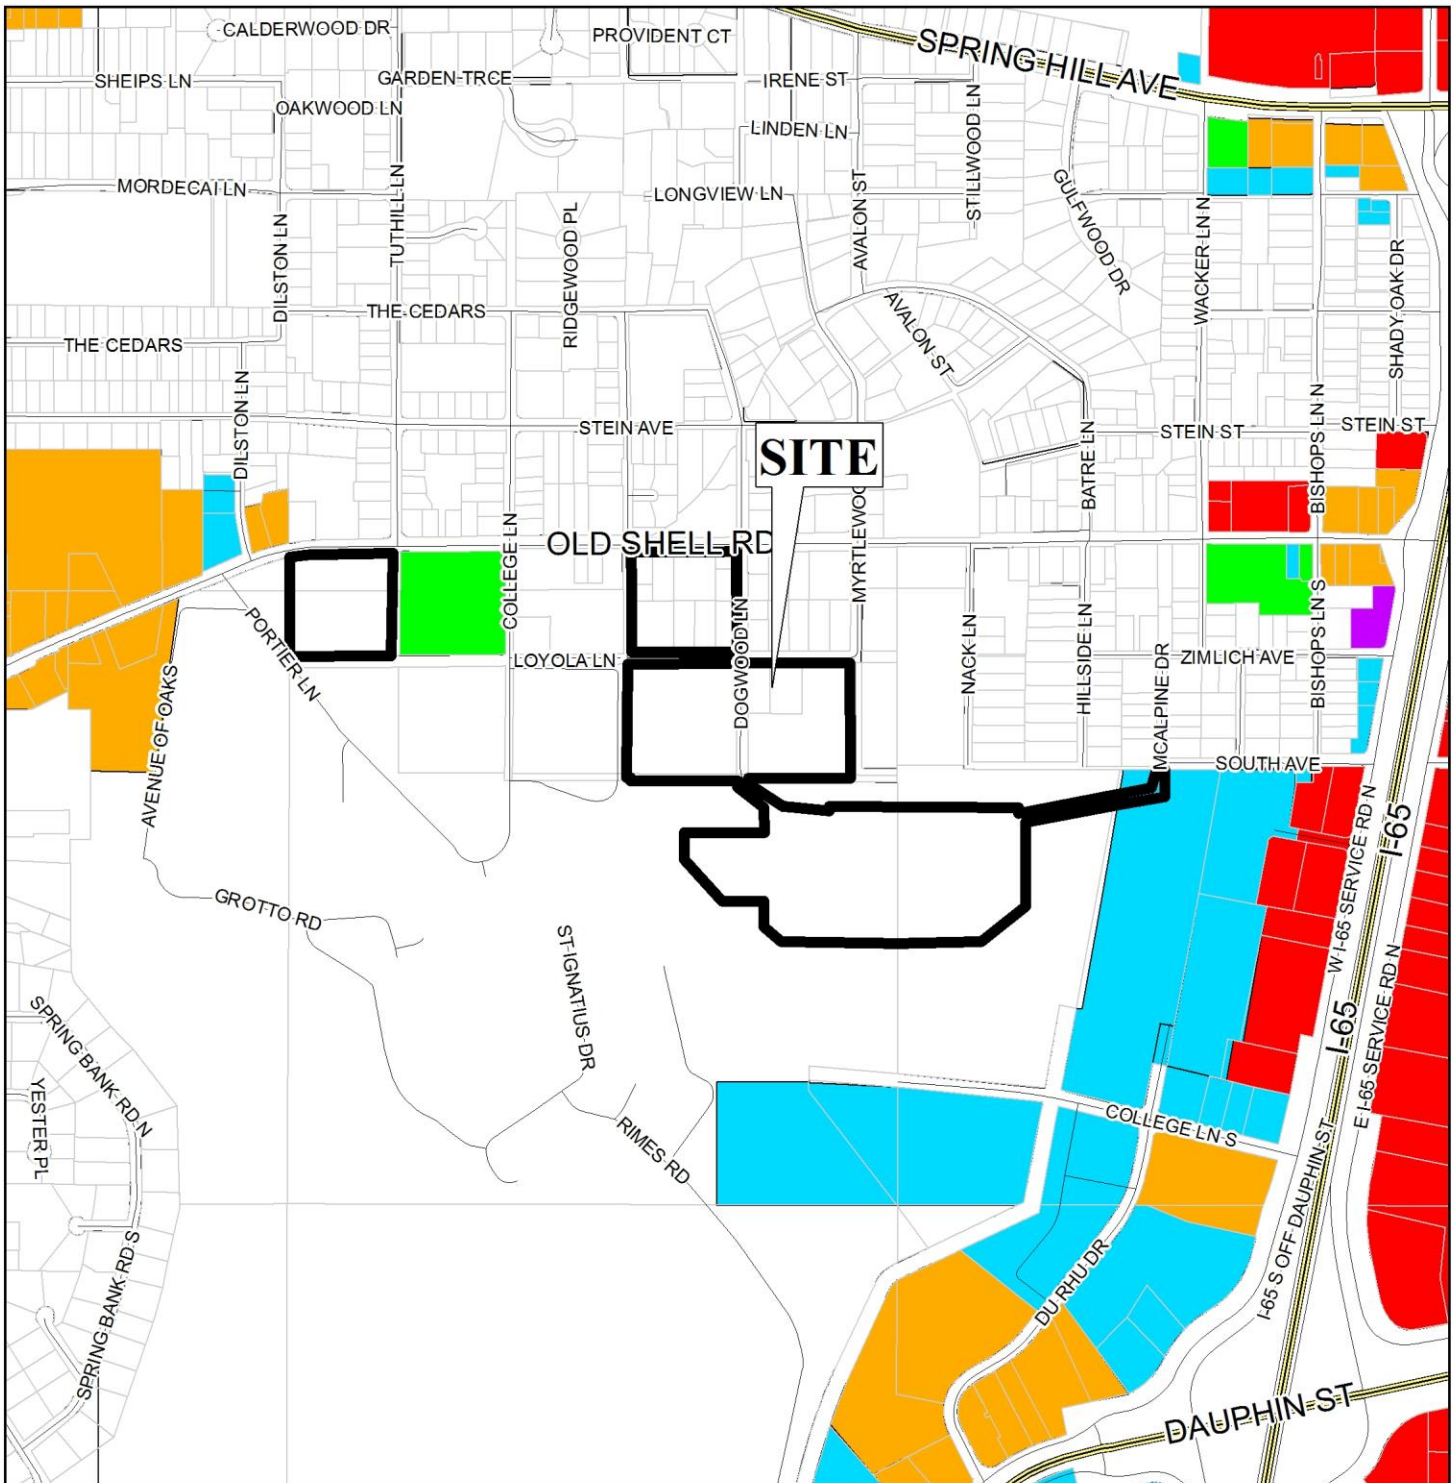 CALDERWOOD DR
PROVIDENT CT
SPRING HILL AVE
SHEIPS LN
GARDEN TRCE
IRENE ST
OAKWOOD LN
LINDEN LN
STILLWOOD LN
MORDECAI LN
TUTHILL LN
LONGVIEW LN
AVALON ST
GULFWOOD DR
WACKER LN N
DILSTON LN
RIDGEWOOD PL
SHADY OAK DR
THE CEDARS
THE CEDARS
AVALON ST
DILSTON LN
STEIN AVE
BATRE LN
STEIN ST
BISHOPS LN N
STEIN ST
SITE
COLLEGE LN
OLD SHELL RD
MYRTLEWOO
PORTIER LN
LOYOLA LN
DOGWOOD LN
NACK LN
HILLSIDE LN
MCALPINE DR
ZIMLICH AVE
BISHOPS LN S
AVENUE OF OAKS
SOUTH AVE
W I-65 SERVICE RD N
I-65
GROTTO RD
ST IGNATIUS DR
I-65
E I-65 SERVICE RD N
SPRING BANK RD N
YESTER PL
RIMES RD
COLLEGE LN S
SPRING BANK RD S
DU RHU DR
I-65 S OFF DAUPHIN ST
DAUPHIN ST